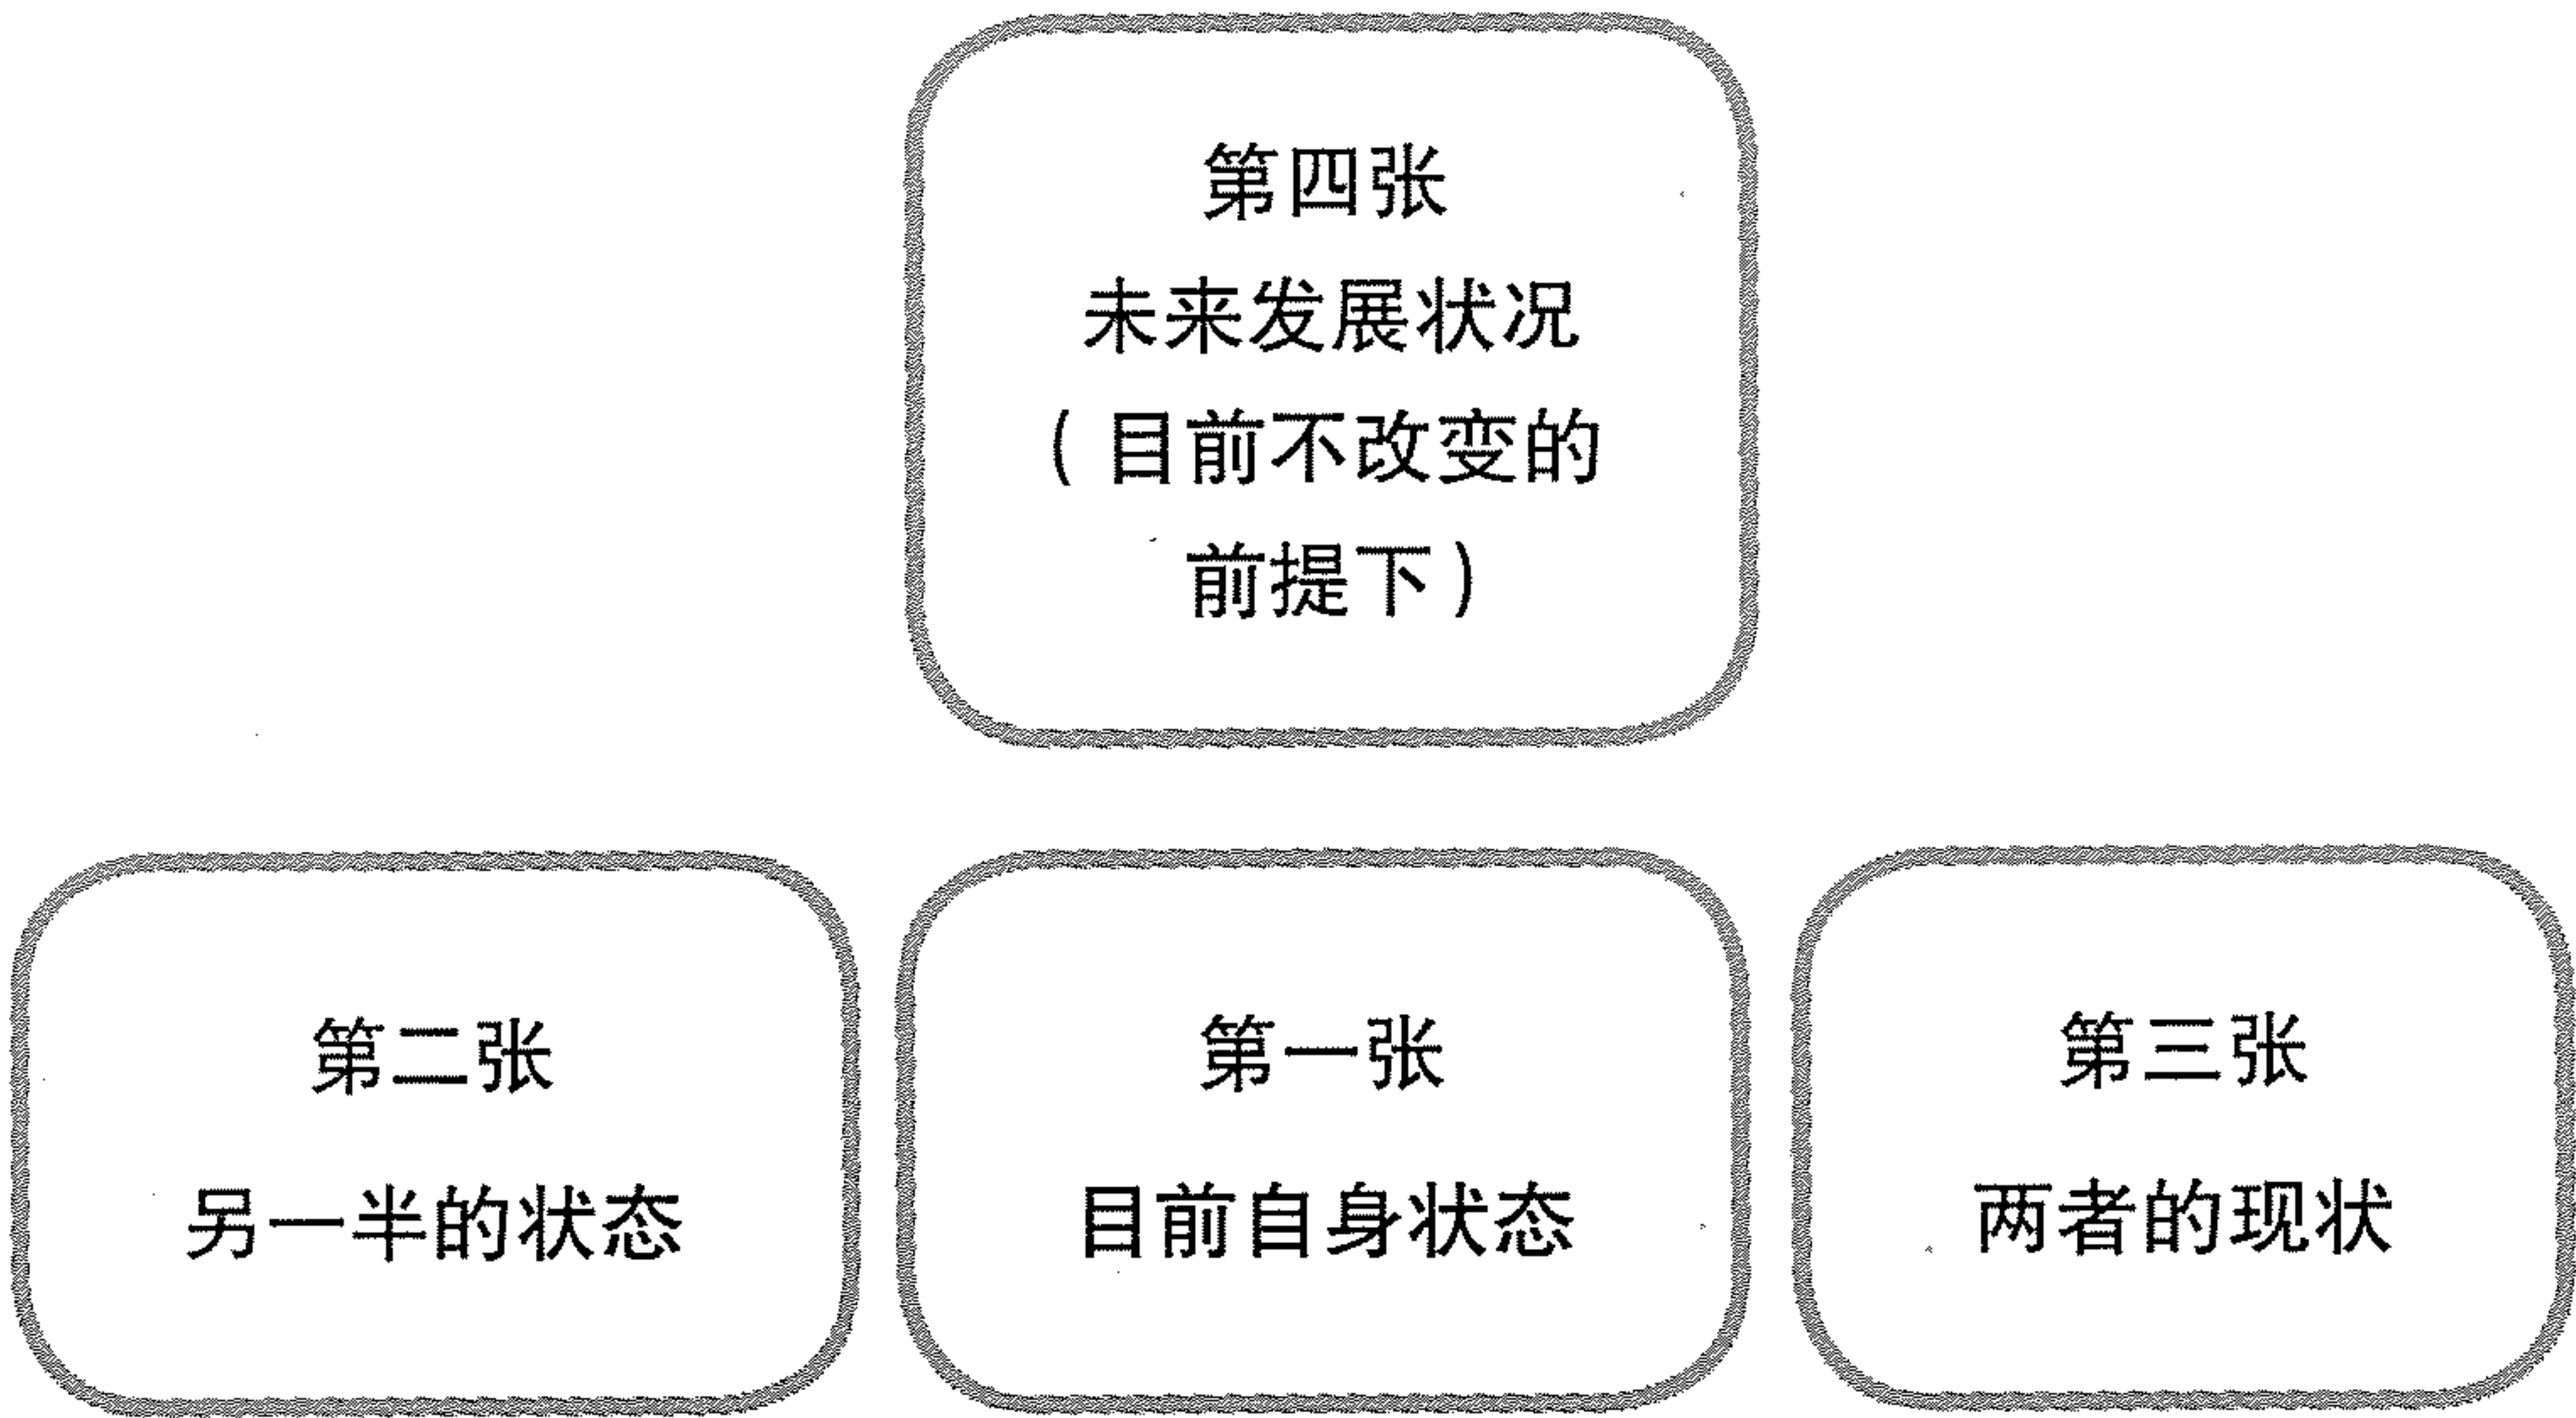 第四张
未来发展状况
(目前不改变的
前提下)
第二张
另一半的状态
第一张
目前自身状态
第三张
两者的现状